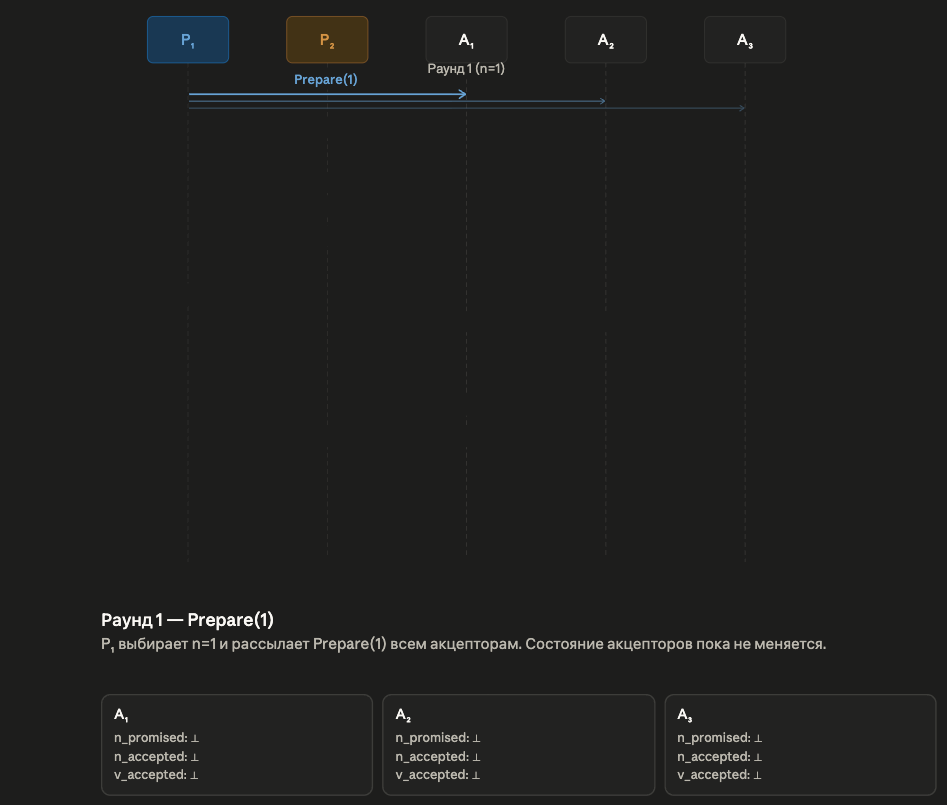 P₁ P₂ A₁ A₂ A₃
Раунд 1 (n=1)
Prepare(1)
Раунд 1 — Prepare(1)
P₁ выбирает n=1 и рассылает Prepare(1) всем акцепторам. Состояние акцепторов пока не меняется.
A₁
n_promised: ⊥
n_accepted: ⊥
v_accepted: ⊥
A₂
n_promised: ⊥
n_accepted: ⊥
v_accepted: ⊥
A₃
n_promised: ⊥
n_accepted: ⊥
v_accepted: ⊥